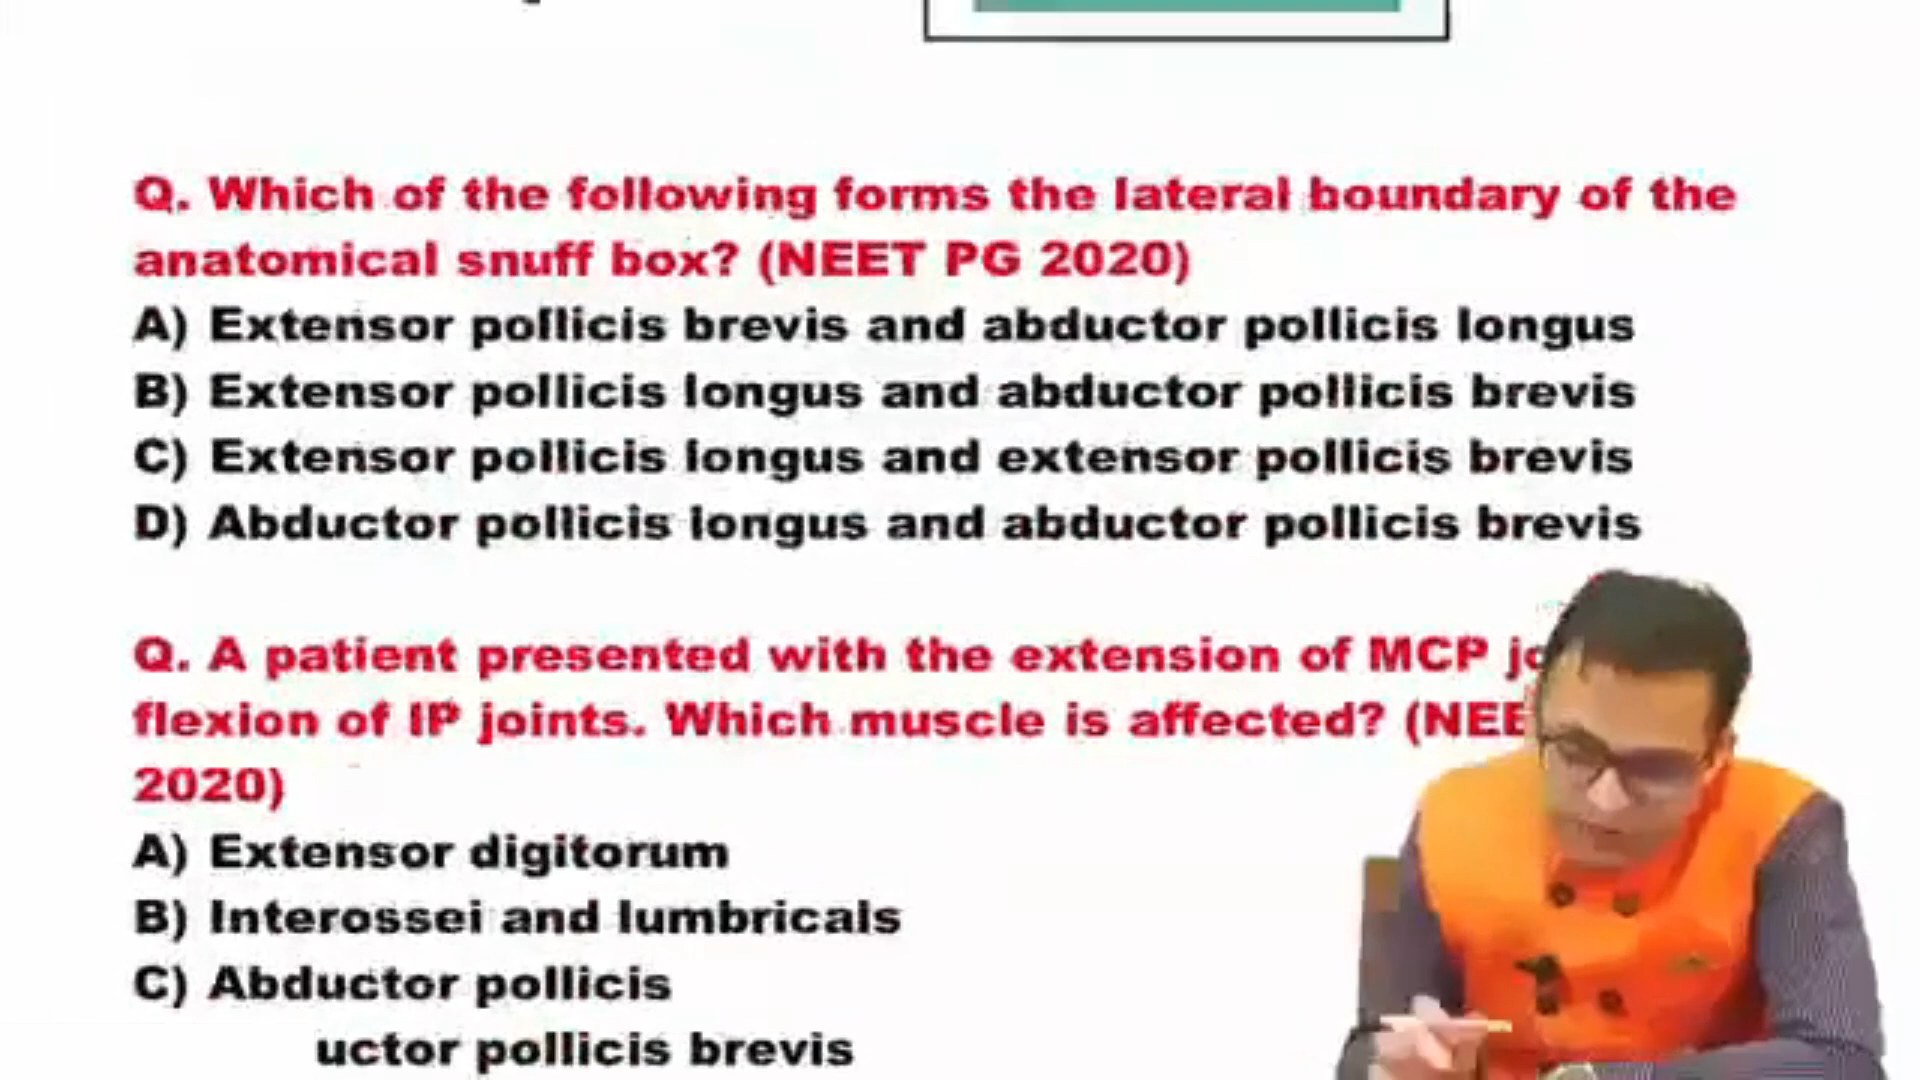 Q. Which of the following forms the lateral boundary of the
anatomical snuff box? (NEET PG 2020)
A) Extensor pollicis brevis and abductor pollicis longus
B) Extensor pollicis longus and abductor pollicis brevis
C) Extensor pollicis longus and extensor pollicis brevis
D) Abductor pollicis longus and abductor pollicis brevis
Q. A patient presented with the extension of MCP
flexion of IP joints. Which muscle is affected?
2020)
A) Extensor digitorum
B) Interossei and lumbricals
C) Abductor pollicis
pollicis brevis